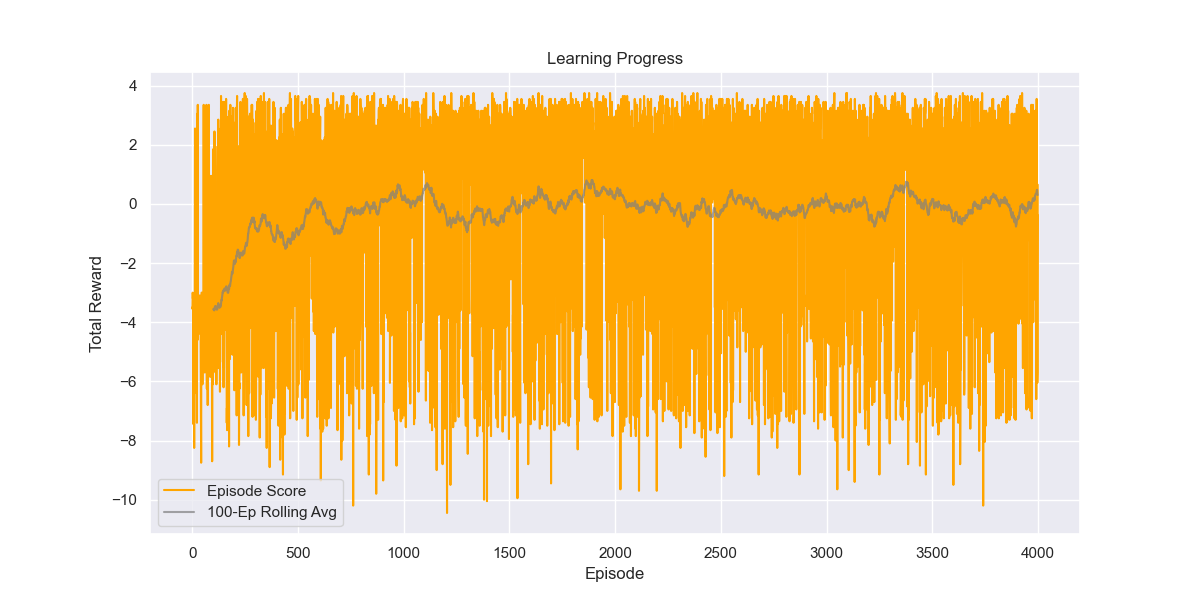 Learning Progress
4
2
0
−2
−4
−6
−8
−10
Total Reward
Episode Score
100-Ep Rolling Avg
0 500 1000 1500 2000 2500 3000 3500 4000
Episode